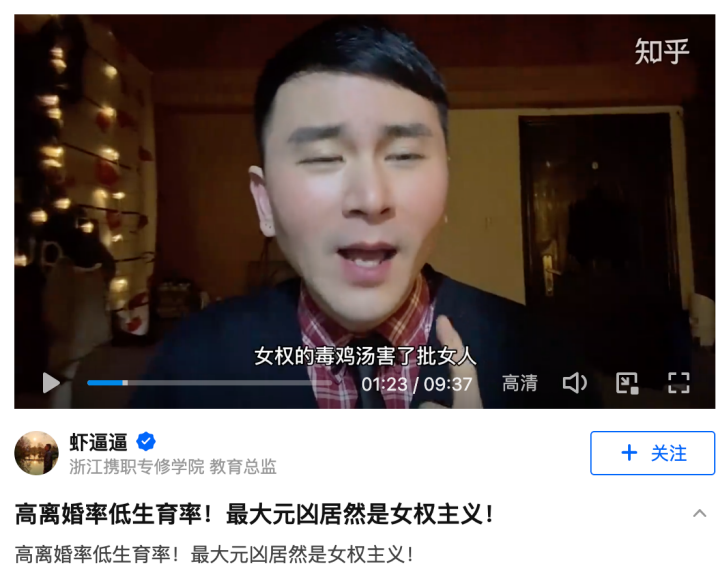 知乎
女权的毒鸡汤害了批女人
01:23 / 09:37 高清
虾逼逼
浙江携职专修学院 教育总监
+ 关注
高离婚率低生育率！最大元凶居然是女权主义！
高离婚率低生育率！最大元凶居然是女权主义！